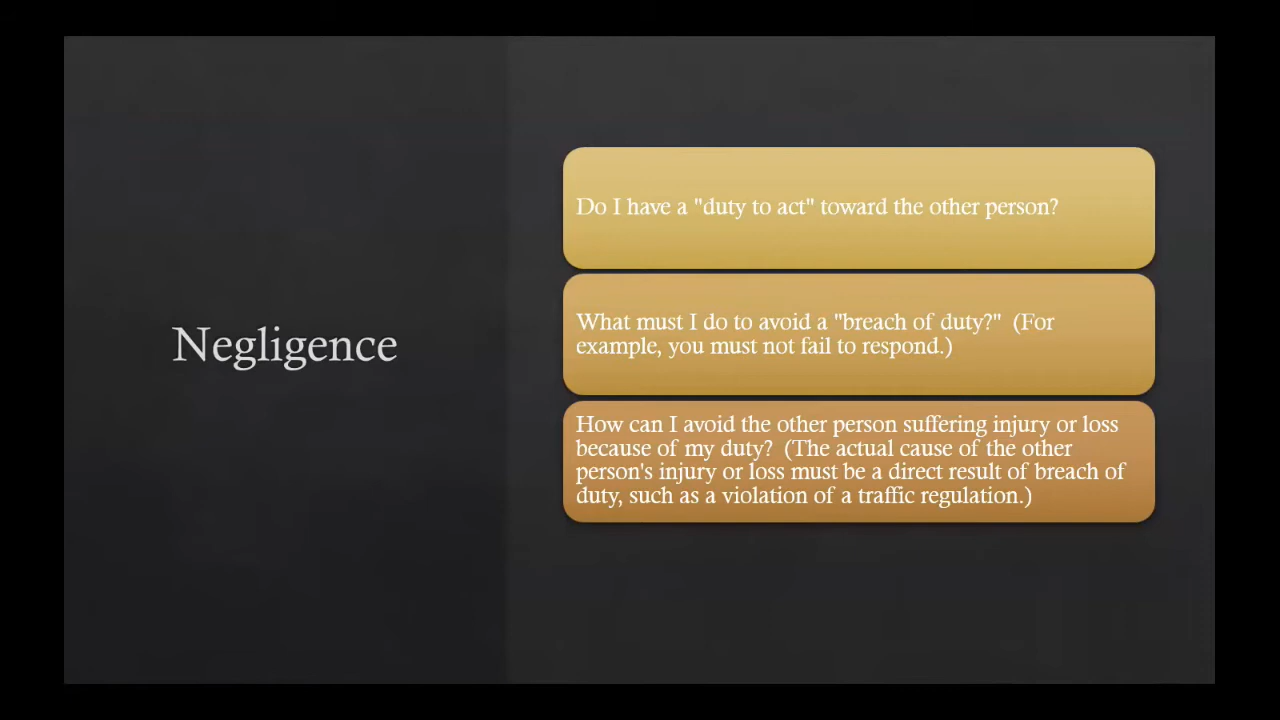 Negligence
Do I have a "duty to act" toward the other person?
What must I do to avoid a "breach of duty?" (For
example, you must not fail to respond.)
How can I avoid the other person suffering injury or loss
because of my duty? (The actual cause of the other
person's injury or loss must be a direct result of breach of
duty, such as a violation of a traffic regulation.)